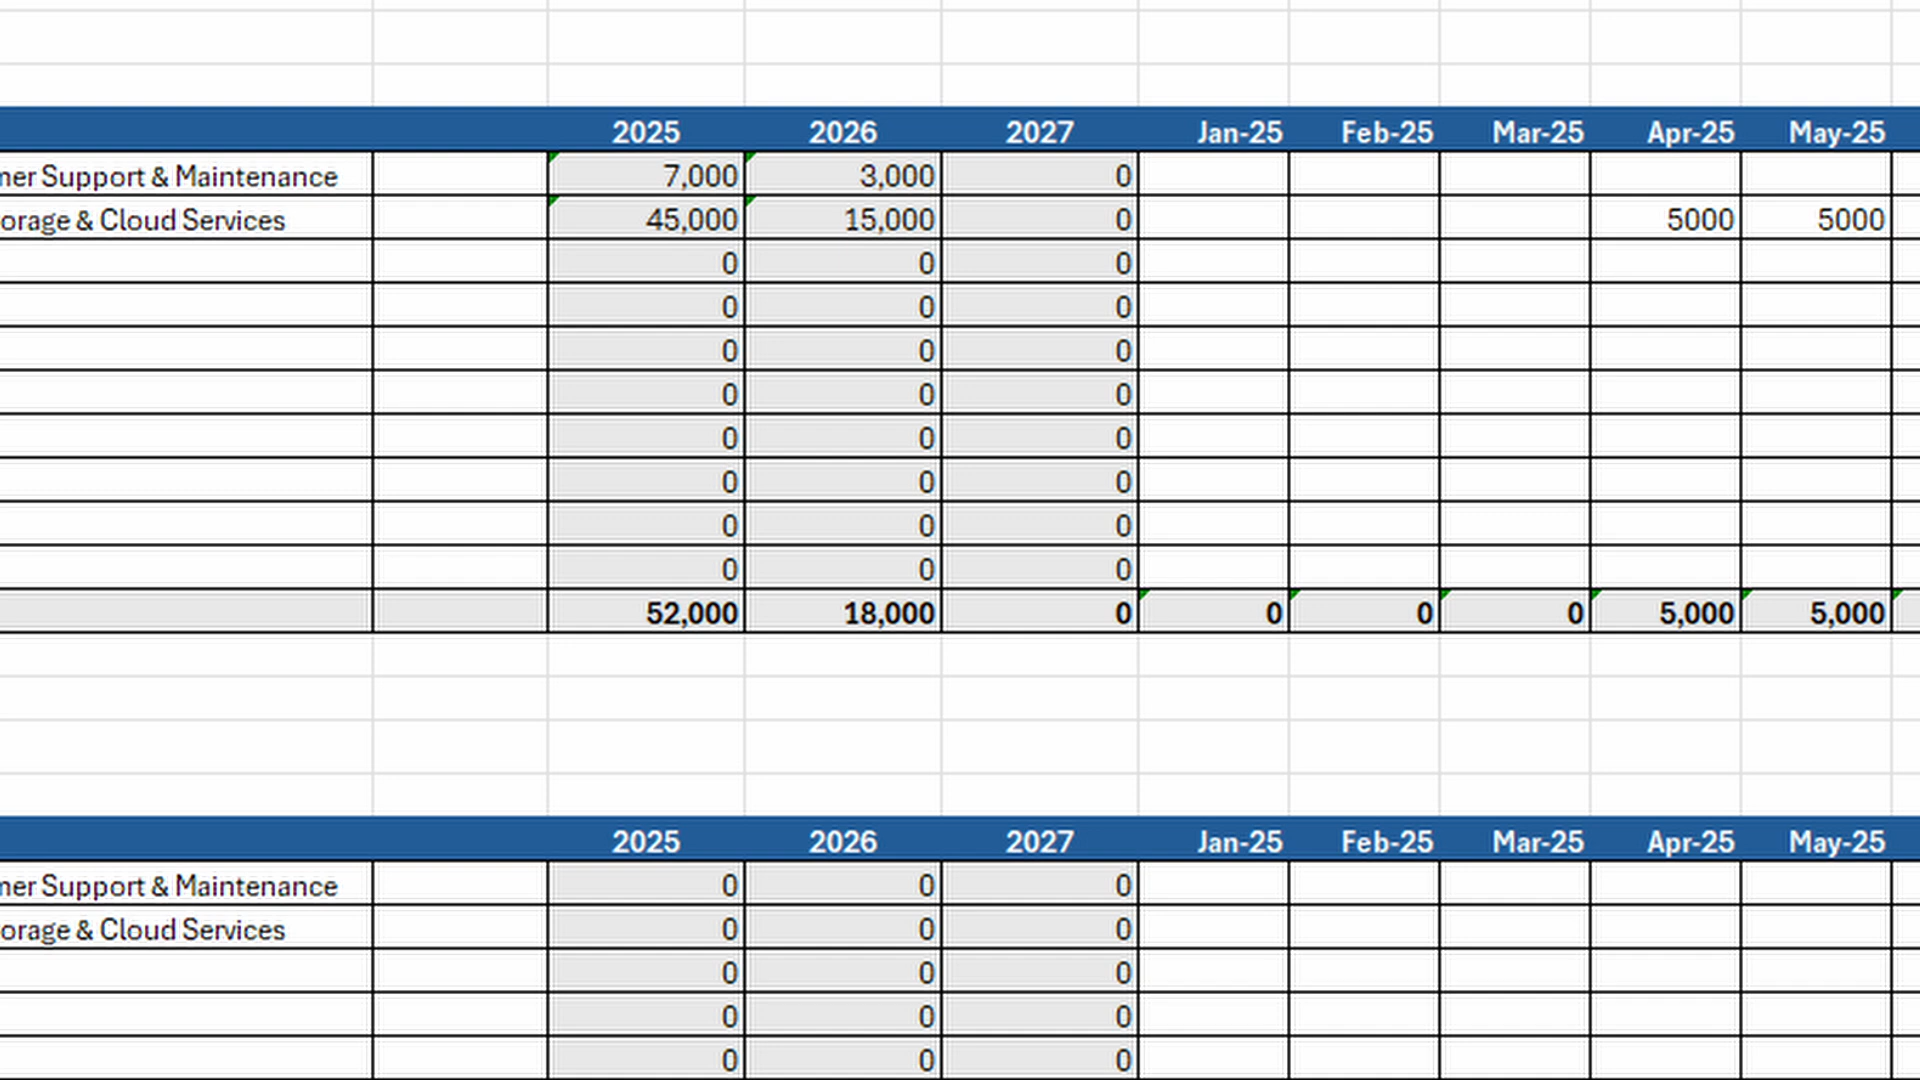 2025 2026 2027 Jan-25 Feb-25 Mar-25 Apr-25 May-25
mer Support & Maintenance 7,000 3,000 0
orage & Cloud Services 45,000 15,000 0 5000 5000
0 0 0
0 0 0
0 0 0
0 0 0
0 0 0
0 0 0
0 0 0
0 0 0
52,000 18,000 0 0 0 0 5,000 5,000
2025 2026 2027 Jan-25 Feb-25 Mar-25 Apr-25 May-25
mer Support & Maintenance 0 0 0
orage & Cloud Services 0 0 0
0 0 0
0 0 0
0 0 0